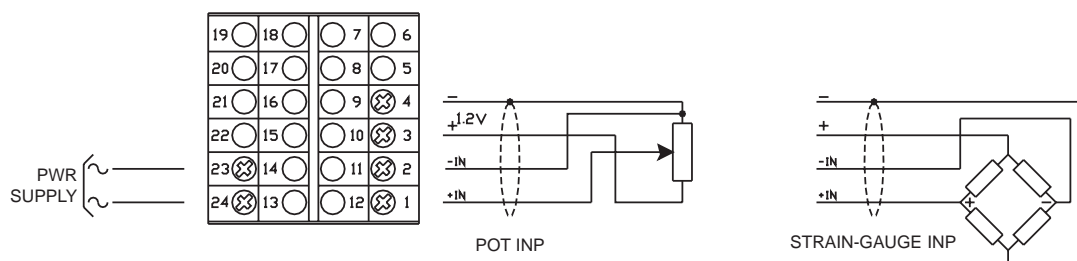 19 18 7 6
20 17 8 5
21 16 9 4
22 15 10 3
23 14 11 2
24 13 12 1
PWR
SUPPLY
−
+ 1.2V
-IN
+IN
POT INP
−
+
-IN
+IN
+ −
STRAIN-GAUGE INP